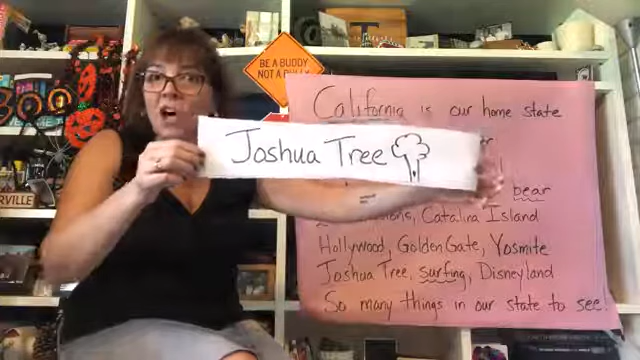 BE A BUDDY
NOT A BULLY
BOO
ERVILLE
Joshua Tree
California is our home state
bear
Catalina Island
Hollywood, Golden Gate, Yosmite
Joshua Tree, surfing, Disneyland
So many things in our state to see!